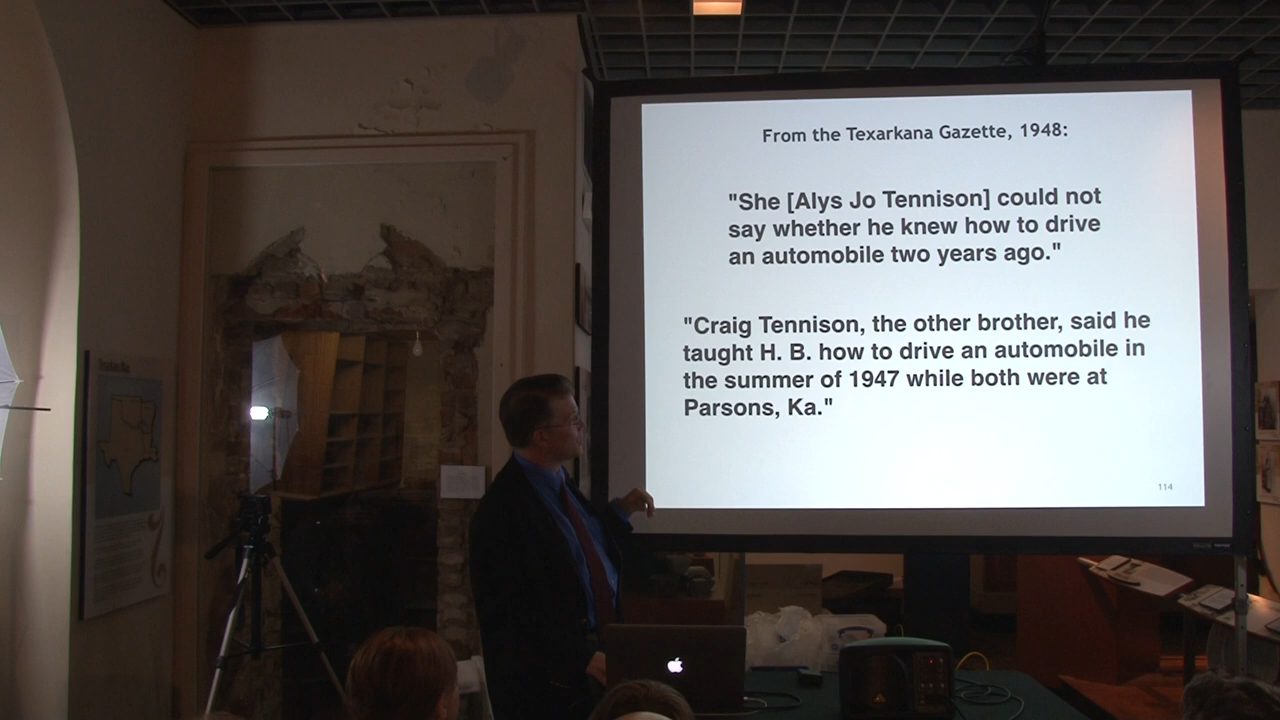 From the Texarkana Gazette, 1948:
"She [Alys Jo Tennison] could not
say whether he knew how to drive
an automobile two years ago."
"Craig Tennison, the other brother, said he
taught H. B. how to drive an automobile in
the summer of 1947 while both were at
Parsons, Ka."
114